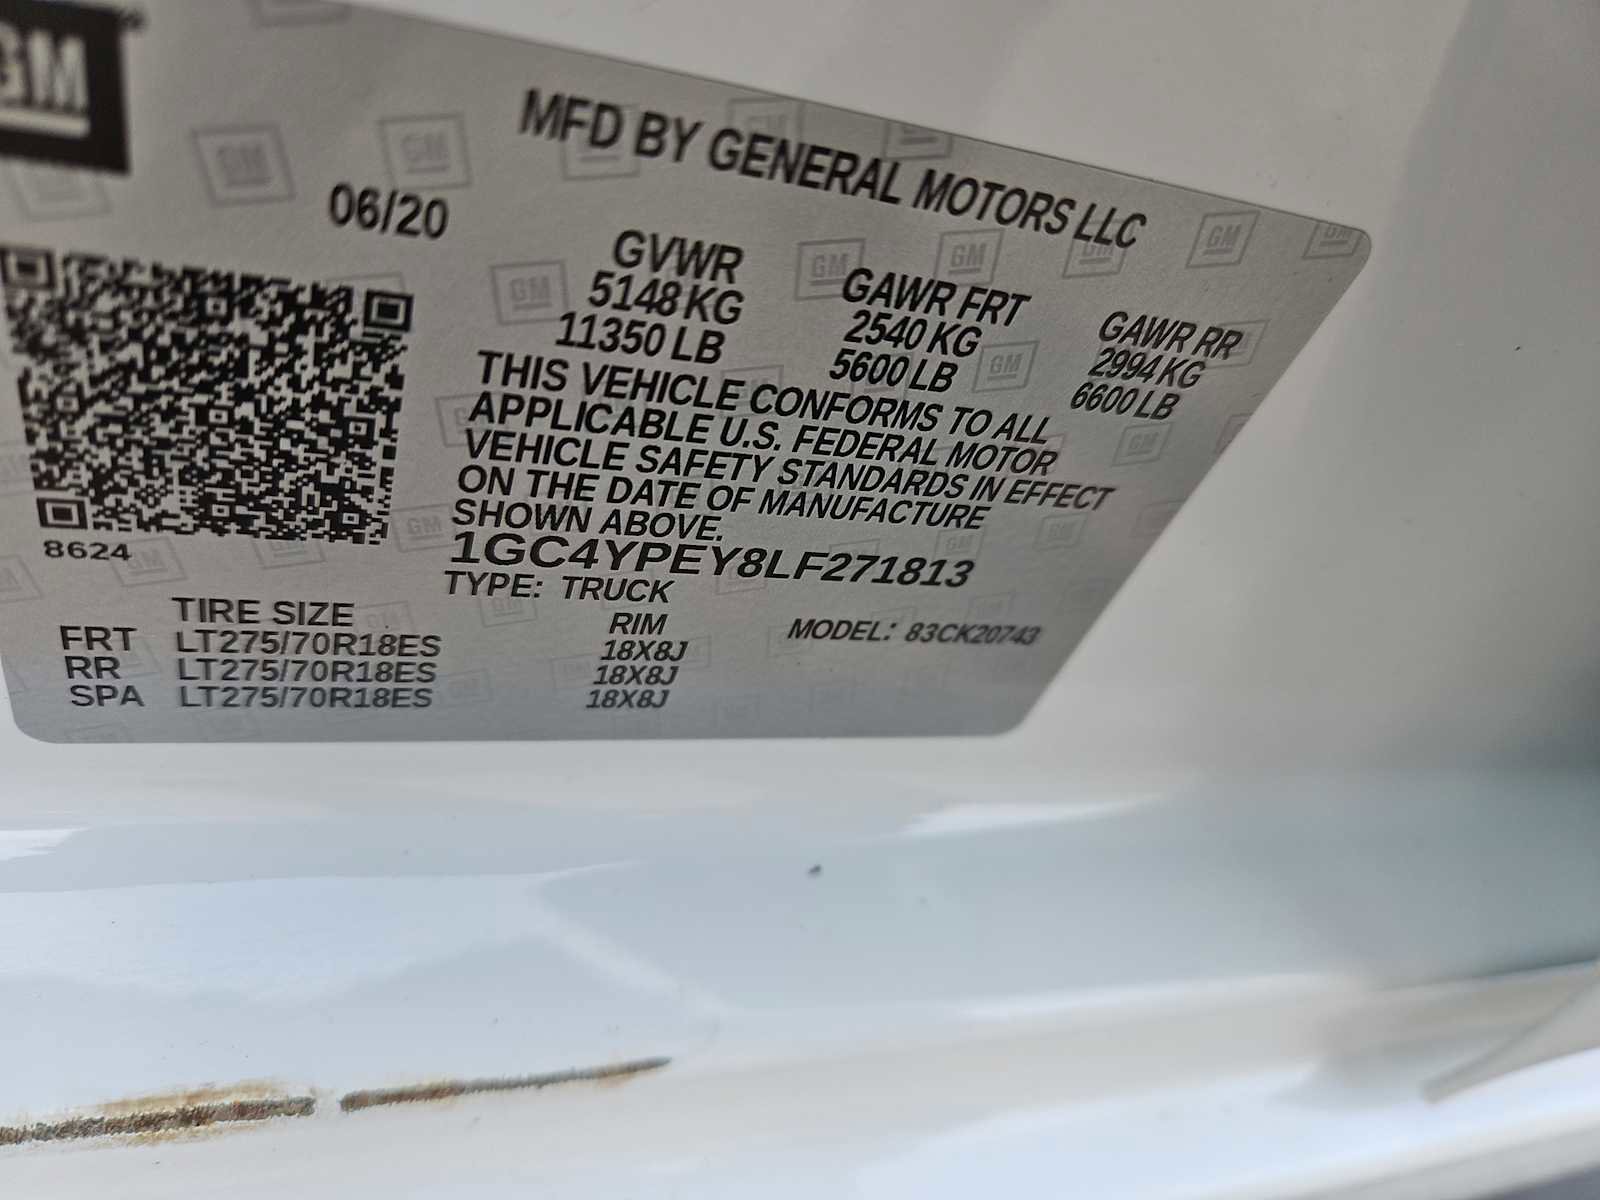 GM
MFD BY GENERAL MOTORS LLC
06/20
GVWR GAWR FRT GAWR RR
5148 KG 2540 KG 2994 KG
11350 LB 5600 LB 6600 LB
THIS VEHICLE CONFORMS TO ALL
APPLICABLE U.S. FEDERAL MOTOR
VEHICLE SAFETY STANDARDS IN EFFECT
ON THE DATE OF MANUFACTURE
SHOWN ABOVE.
8624
1GC4YPEY8LF271813
TYPE: TRUCK
TIRE SIZE RIM MODEL: 83CK20743
FRT LT275/70R18ES 18X8J
RR LT275/70R18ES 18X8J
SPA LT275/70R18ES 18X8J